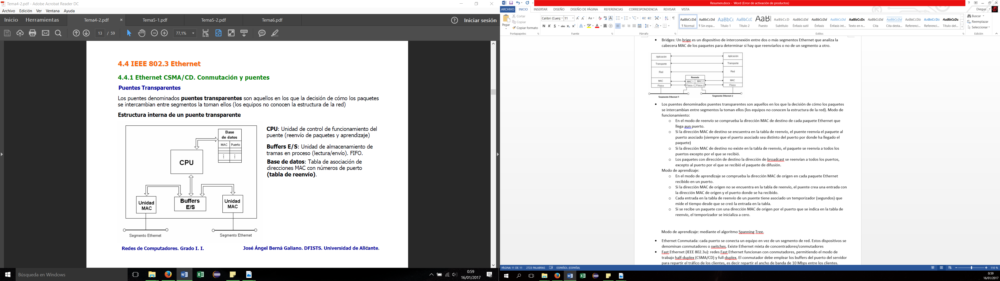 Tema4-2.pdf - Adobe Acrobat Reader DC
Archivo Edición Ver Ventana Ayuda
Inicio Herramientas Tema4-2.pdf × Tema5-1.pdf Tema5-2.pdf Tema6.pdf ? Iniciar sesión
13 / 59 77,1%
4.4 IEEE 802.3 Ethernet
4.4.1 Ethernet CSMA/CD. Conmutación y puentes
Puentes Transparentes
Los puentes denominados puentes transparentes son aquellos en los que la decisión de cómo los paquetes
se intercambian entre segmentos la toman ellos (los equipos no conocen la estructura de la red)
Estructura interna de un puente transparente
Base
de datos
MAC Puerto
CPU
Unidad
MAC
Buffers
E/S
Unidad
MAC
Segmento Ethernet
Segmento Ethernet
CPU: Unidad de control de funcionamiento del
puente (reenvío de paquetes y aprendizaje)
Buffers E/S: Unidad de almacenamiento de
tramas en proceso (lectura/envío). FIFO.
Base de datos: Tabla de asociación de
direcciones MAC con números de puerto
(tabla de reenvío).
Redes de Computadores. Grado I. I. José Ángel Berná Galiano. DFISTS. Universidad de Alicante.
Búsqueda en Windows
0:59
16/01/2017
Resumen.docx - Word (Error de activación de productos)
ARCHIVO INICIO INSERTAR DISEÑO DISEÑO DE PÁGINA REFERENCIAS CORRESPONDENCIA REVISAR VISTA Diegus .
Pegar
Cortar
Copiar
Copiar formato
Portapapeles
Calibri (Cuerp 11
N K S abc x₂ x²
Fuente
Párrafo
AaBbCcDd AaBbCcDd AaBbC AaBbCc AaB AaBbCcD AaBbCcDd AaBbCcDd AaBbCcDd AaBbCcDc AaBbCcDd AaBbCcDd AaBbCcDd AaBbCcDd AaBbCcDc
¶ Normal ¶ Sin espa... Título 1 Título 2 Puesto Subtítulo Énfasis sutil Énfasis Énfasis int... Texto en n... Cita Cita desta... Referenci... Referenci... Título del...
Estilos
Buscar
Reemplazar
Seleccionar
Edición
• Bridges: Un brige es un dispositivo de interconexión entre dos o más segmentos Ethernet que analiza la
cabecera MAC de los paquetes para determinar si hay que reenviarlos o no de un segmento a otro.
Aplicación Aplicación
Transporte Transporte
Red Red
Reenvío
MAC MAC 1 MAC 2 MAC
Físico Físico 1 Físico 2 Físico
Segmento Ethernet 1 Segmento Ethernet 2
• Los puentes denominados puentes transparentes son aquellos en los que la decisión de cómo los paquetes
se intercambian entre segmentos la toman ellos (los equipos no conocen la estructura de la red). Modo de
funcionamiento:
o En el modo de reenvío se comprueba la dirección MAC de destino de cada paquete Ethernet que
llega aun puerto.
o Si la dirección MAC de destino se encuentra en la tabla de reenvío, el puente reenvía el paquete al
puerto asociado (siempre que el puerto asociado sea distinto del puerto por donde ha llegado el
paquete)
o Si la dirección MAC de destino no existe en la tabla de reenvío, el paquete se reenvía a todos los
puertos excepto por el que se recibió.
o Los paquetes con dirección de destino la dirección de broadcast se reenvían a todos los puertos,
excepto al puerto por el que se recibió el paquete de difusión.
Modo de aprendizaje:
o En el modo de aprendizaje se comprueba la dirección MAC de origen en cada paquete Ethernet
recibido en un puerto.
o Si la dirección MAC de origen no se encuentra en la tabla de reenvío, el puente crea una entrada con
la dirección MAC de origen y el puerto donde se ha recibido.
o Cada entrada en la tabla de reenvío de un puente tiene asociado un temporizador (segundos) que
mide el tiempo desde que se creó la entrada en la tabla.
o Si se recibe un paquete con una dirección MAC de origen por el puerto que se indica en la tabla de
reenvío, el temporizador se inicializa a cero.
Modo de aprendizaje: mediante el algoritmo Spanning Tree.
• Ethernet Conmutada: cada puerto se conecta un equipo en vez de un segmento de red. Estos dispositivos se
denominan conmutadores o switches. Existe Ethernet mixta de concentradores/conmutadores
• Fast Ethernet (IEEE 802.3u): redes Fast Ethernet funcionan con conmutadores, permitiendo el modo de
trabajo half-duplex (CSMA/CD) y full-duplex. El conmutador debe emplear los buffers del puerto del servidor
para repartir el tráfico de los clientes, es decir repartir el ancho de banda de 10 Mbps entre los clientes.
PÁGINA 11 DE 11 2723 PALABRAS ESPAÑOL (ESPAÑA) 110 %
0:59
16/01/2017